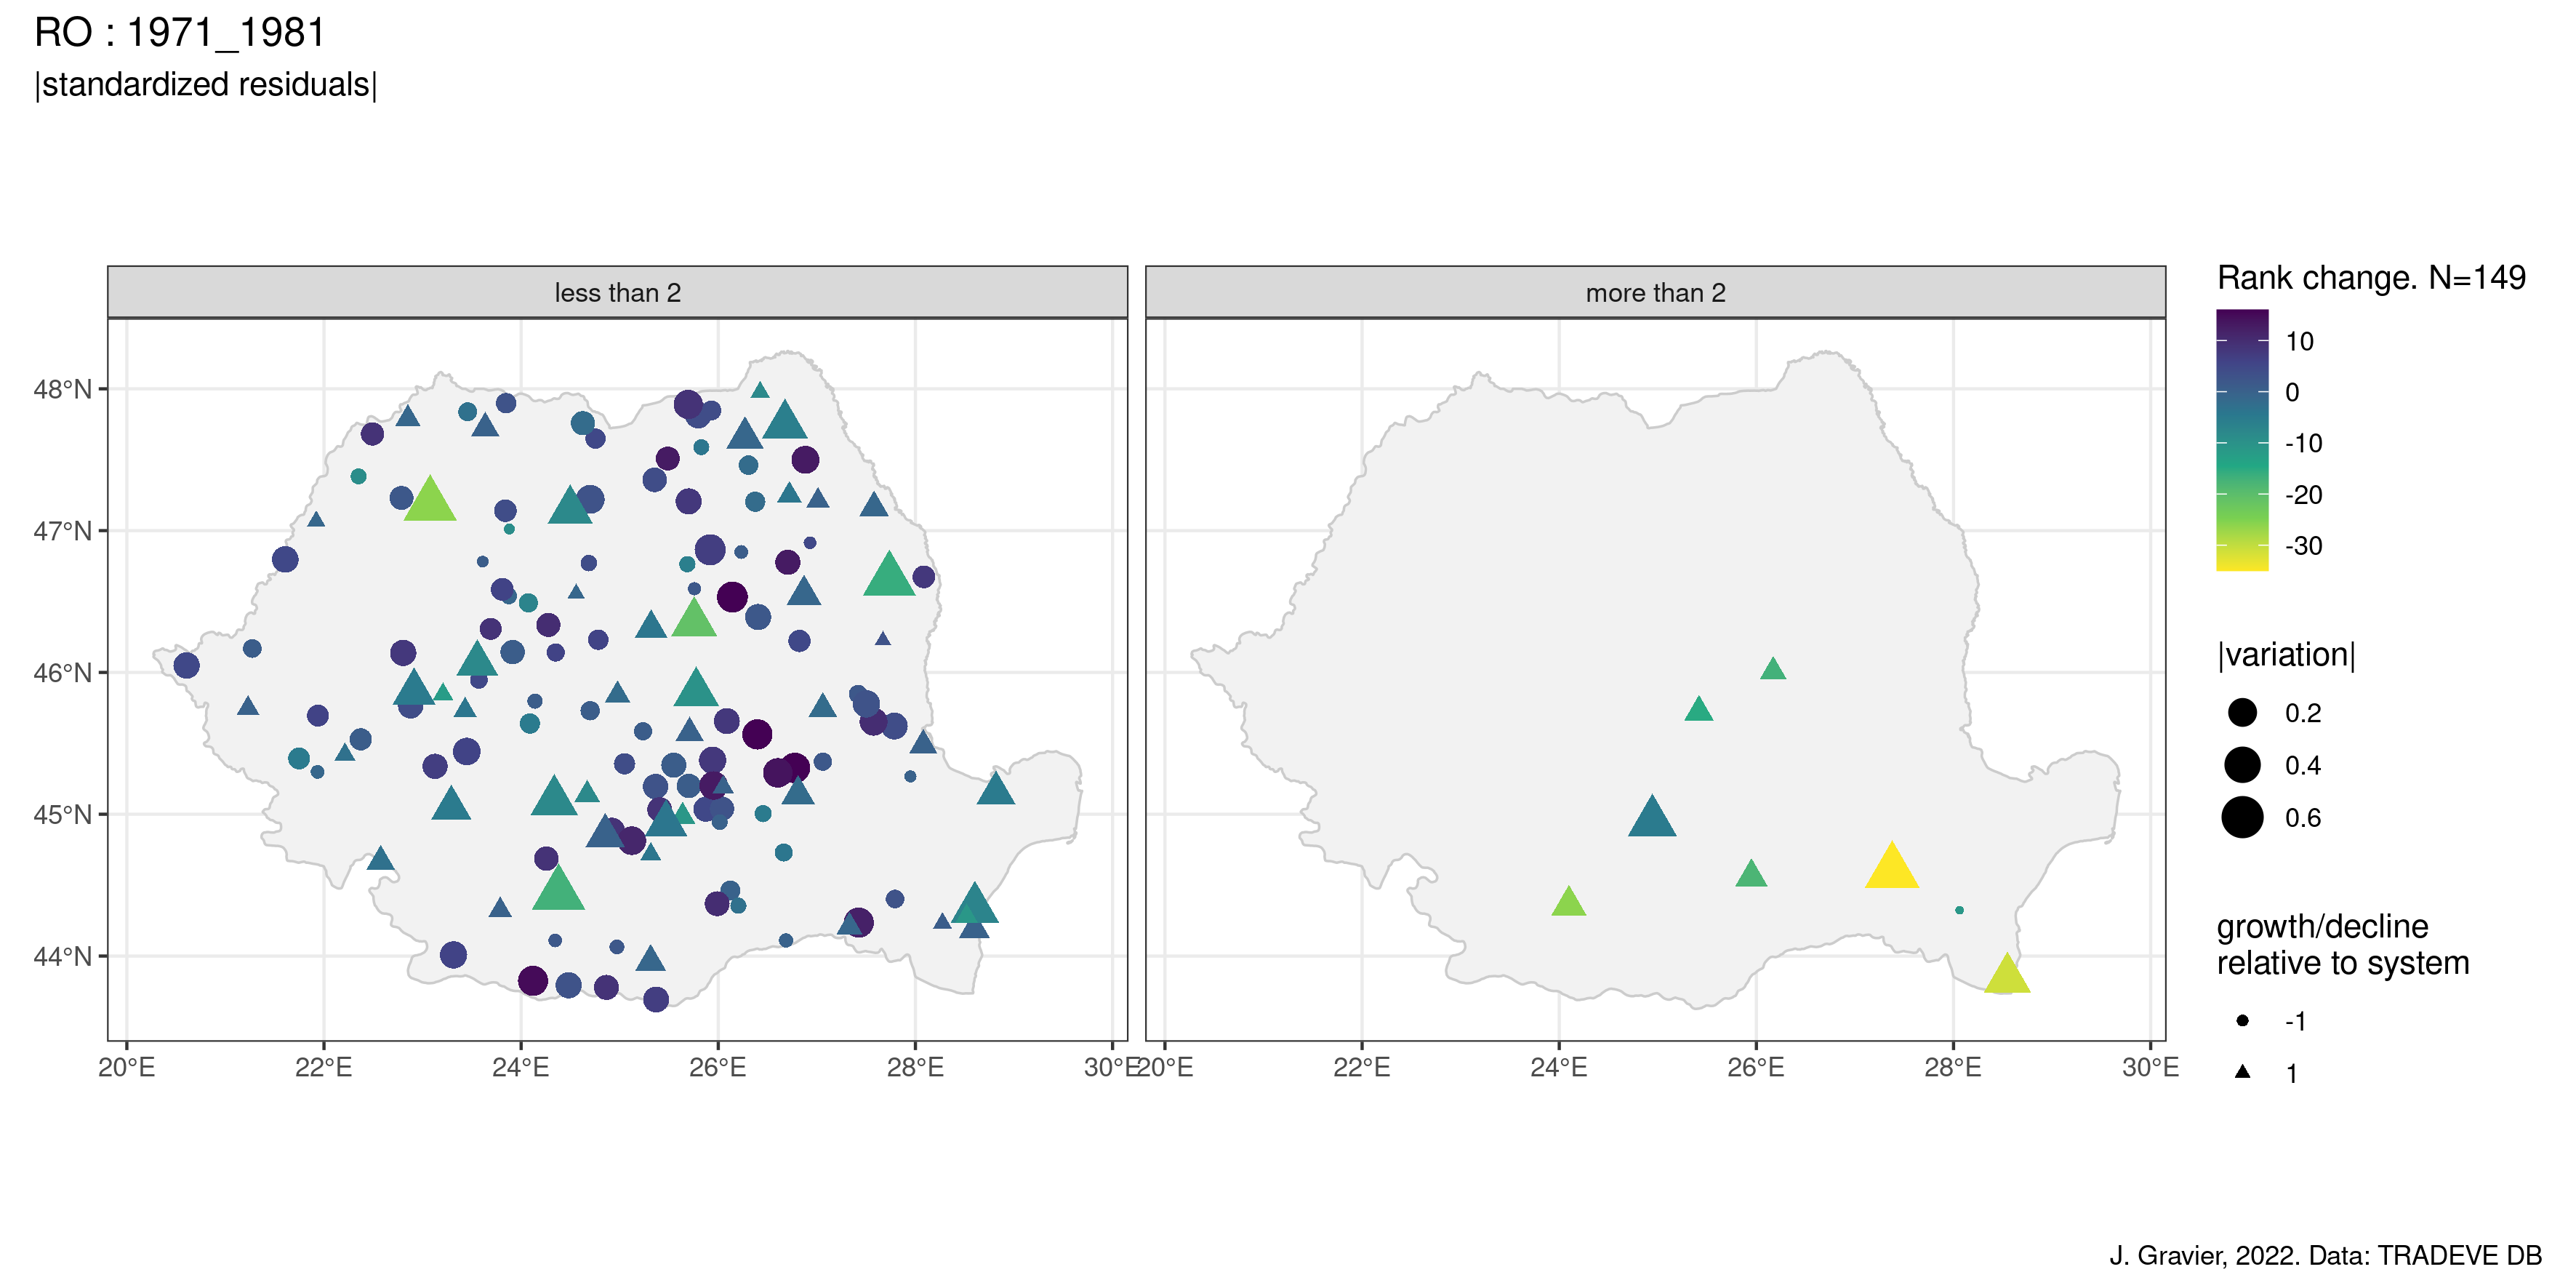 RO : 1971_1981
|standardized residuals|
less than 2
more than 2
48°N
47°N
46°N
45°N
44°N
20°E
22°E
24°E
26°E
28°E
30°E
20°E
22°E
24°E
26°E
28°E
30°E
Rank change. N=149
10
0
-10
-20
-30
|variation|
0.2
0.4
0.6
growth/decline
relative to system
-1
1
J. Gravier, 2022. Data: TRADEVE DB